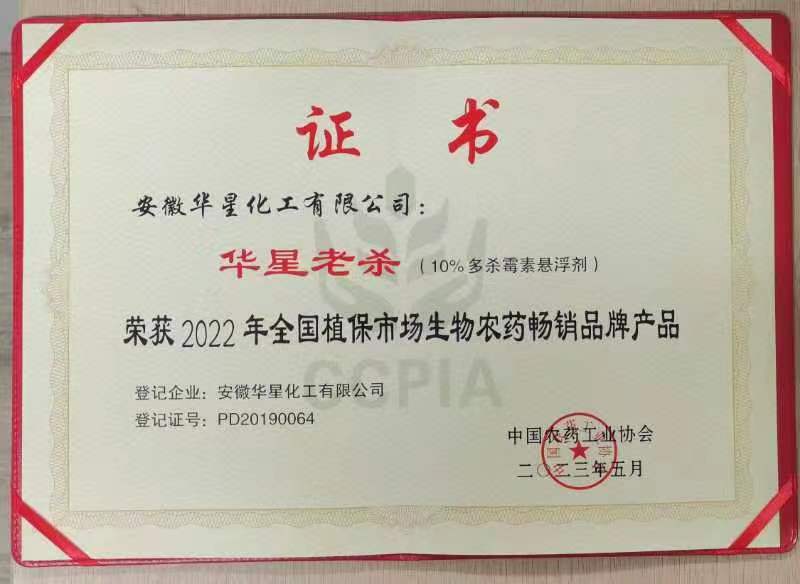 证 书
安徽华星化工有限公司：
华星老杀（10%多杀霉素悬浮剂）
荣获2022年全国植保市场生物农药畅销品牌产品
登记企业：安徽华星化工有限公司
登记证号：PD20190064
中国农药工业协会
二〇二三年五月
CCPIA